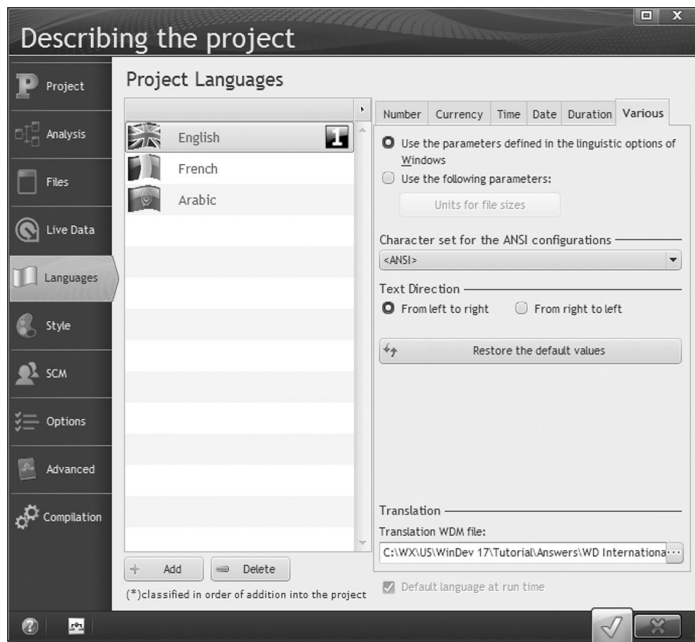 Describing the project
Project
Analysis
Files
Live Data
Languages
Style
SCM
Options
Advanced
Compilation
Project Languages
English 1
French
Arabic
Add Delete
(*)classified in order of addition into the project
Number Currency Time Date Duration Various
Use the parameters defined in the linguistic options of
Windows
Use the following parameters:
Units for file sizes
Character set for the ANSI configurations
<ANSI>
Text Direction
From left to right From right to left
Restore the default values
Translation
Translation WDM file:
C:\WX\US\WinDev 17\Tutorial\Answers\WD Internationa...
Default language at run time